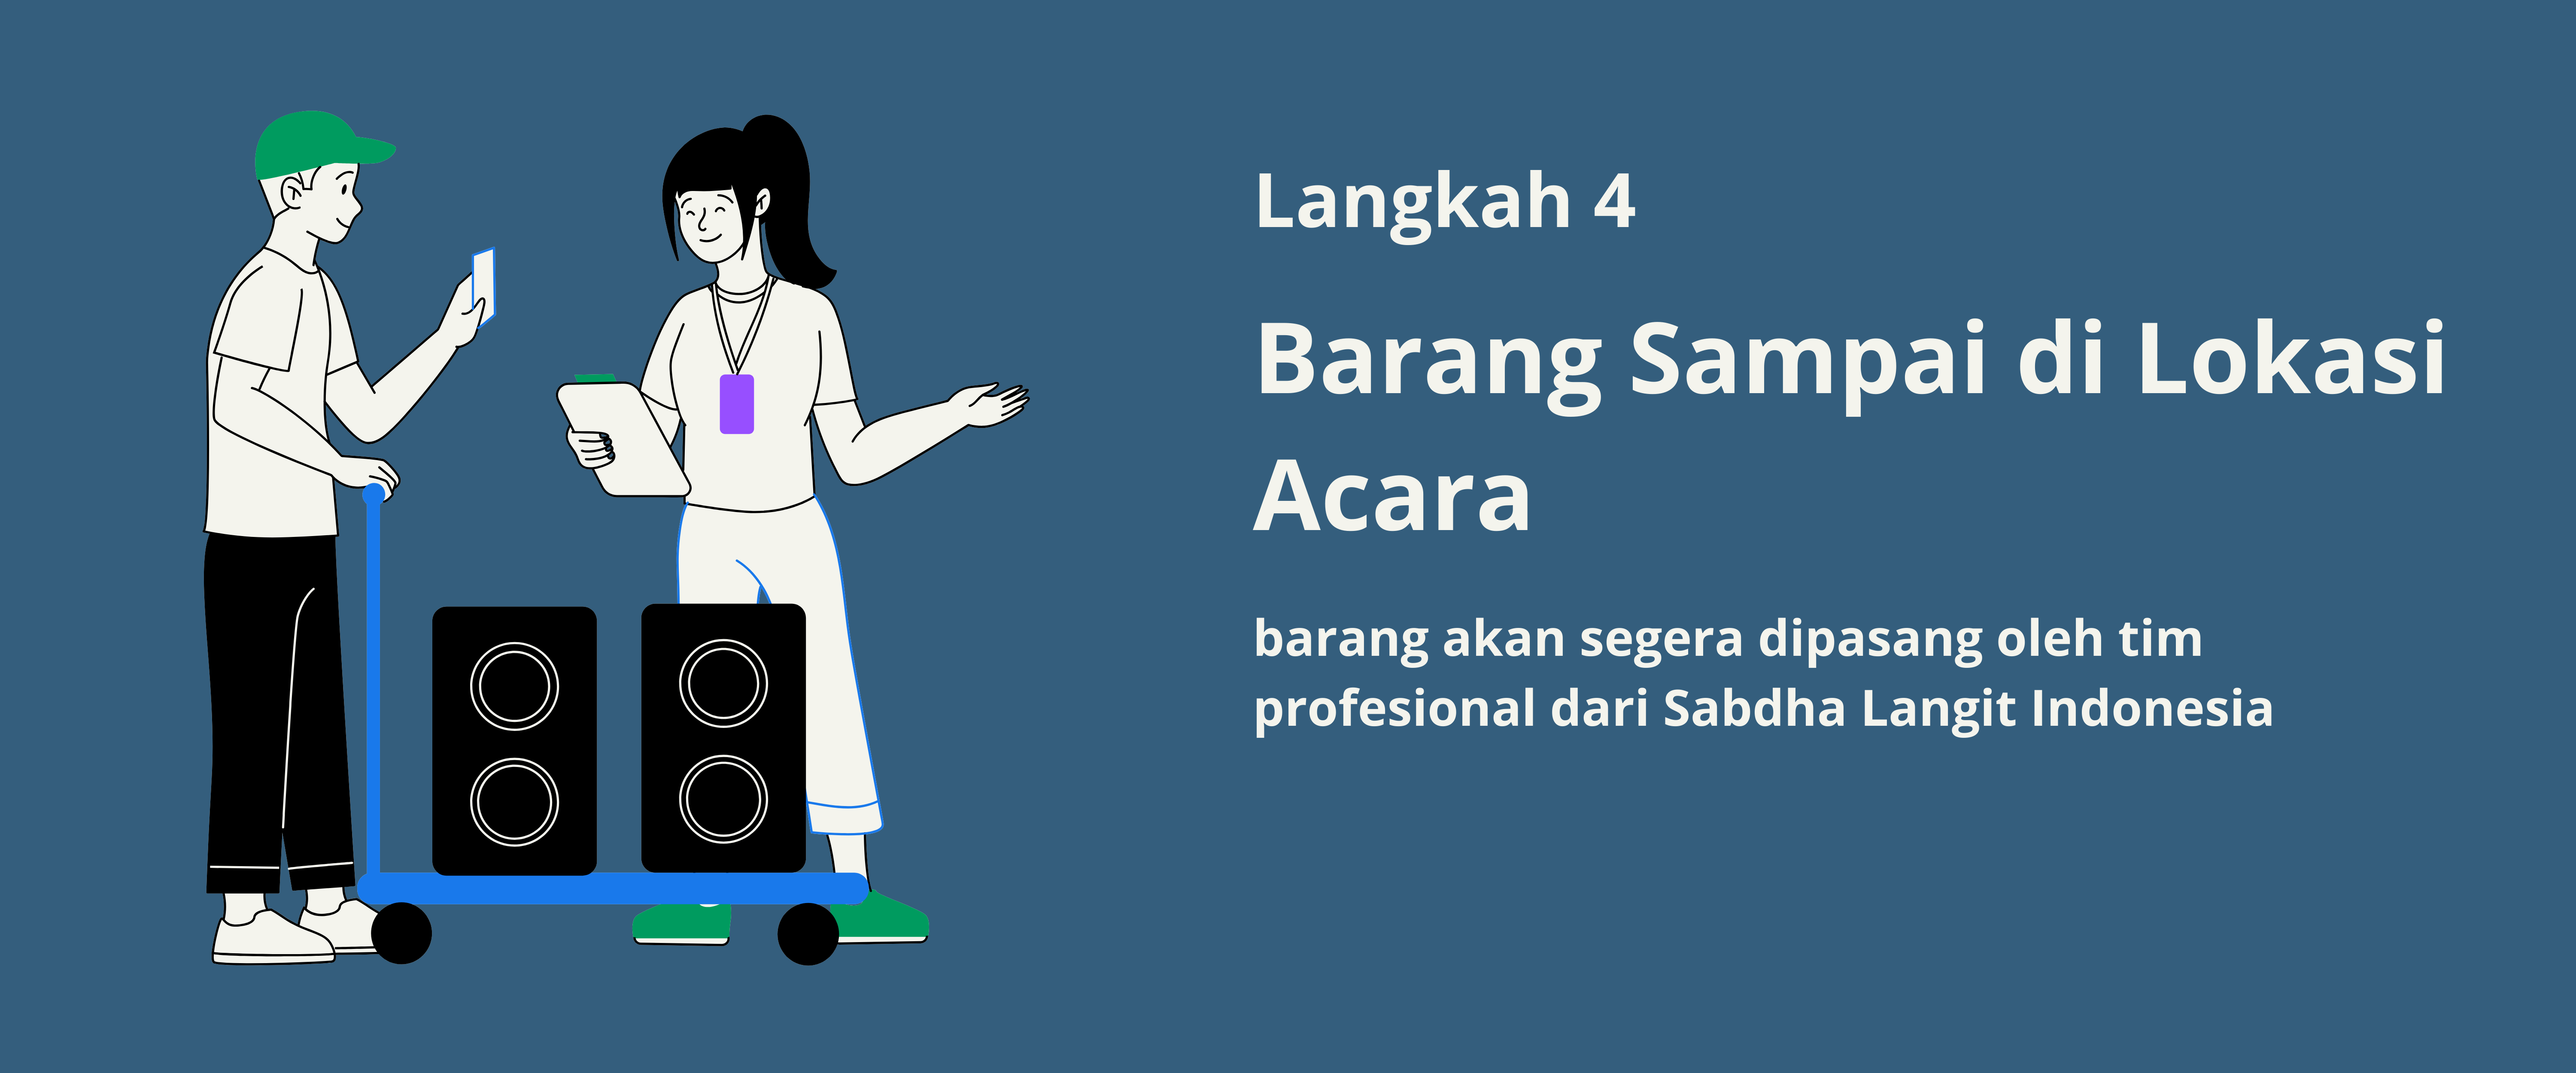 Langkah 4
Barang Sampai di Lokasi
Acara
barang akan segera dipasang oleh tim
profesional dari Sabdha Langit Indonesia